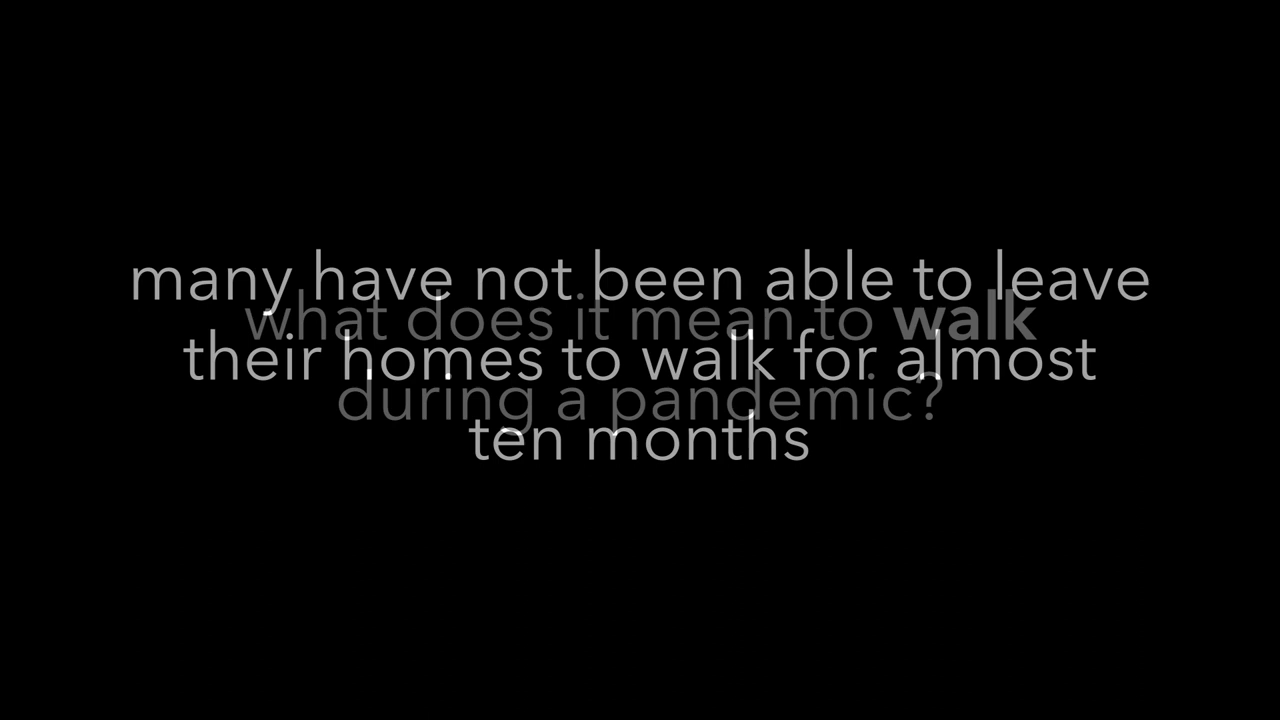 many have not been able to leave
their homes to walk for almost
ten months
what does it mean to walk
during a pandemic?